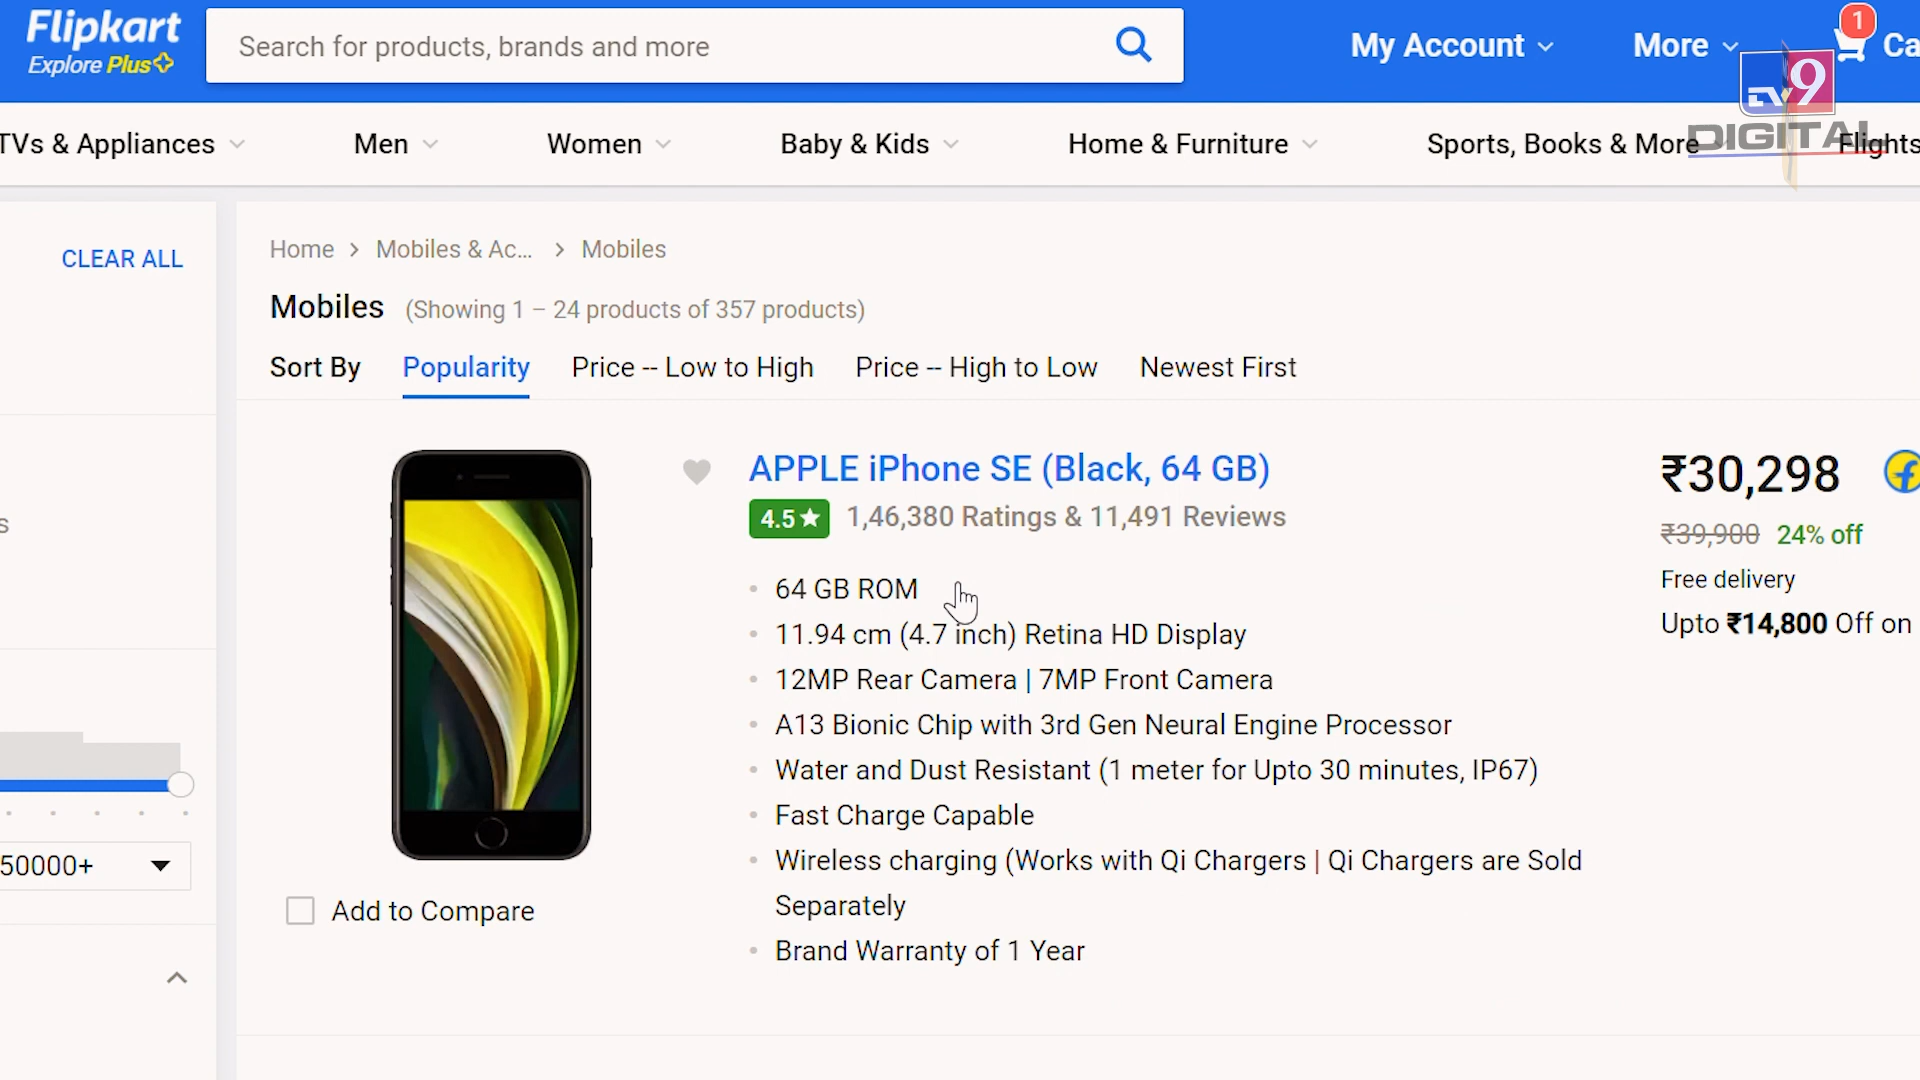 Flipkart
Explore Plus
Search for products, brands and more
My Account
More
1
Ca
TV9
DIGITAL
TVs & Appliances
Men
Women
Baby & Kids
Home & Furniture
Sports, Books & More
Flights
CLEAR ALL
Home > Mobiles & Ac... > Mobiles
Mobiles (Showing 1 – 24 products of 357 products)
Sort By Popularity Price -- Low to High Price -- High to Low Newest First
APPLE iPhone SE (Black, 64 GB)
4.5★ 1,46,380 Ratings & 11,491 Reviews
₹30,298
₹39,900 24% off
Free delivery
Upto ₹14,800 Off on
s
64 GB ROM
11.94 cm (4.7 inch) Retina HD Display
12MP Rear Camera | 7MP Front Camera
A13 Bionic Chip with 3rd Gen Neural Engine Processor
Water and Dust Resistant (1 meter for Upto 30 minutes, IP67)
Fast Charge Capable
Wireless charging (Works with Qi Chargers | Qi Chargers are Sold
Separately
Brand Warranty of 1 Year
50000+
Add to Compare